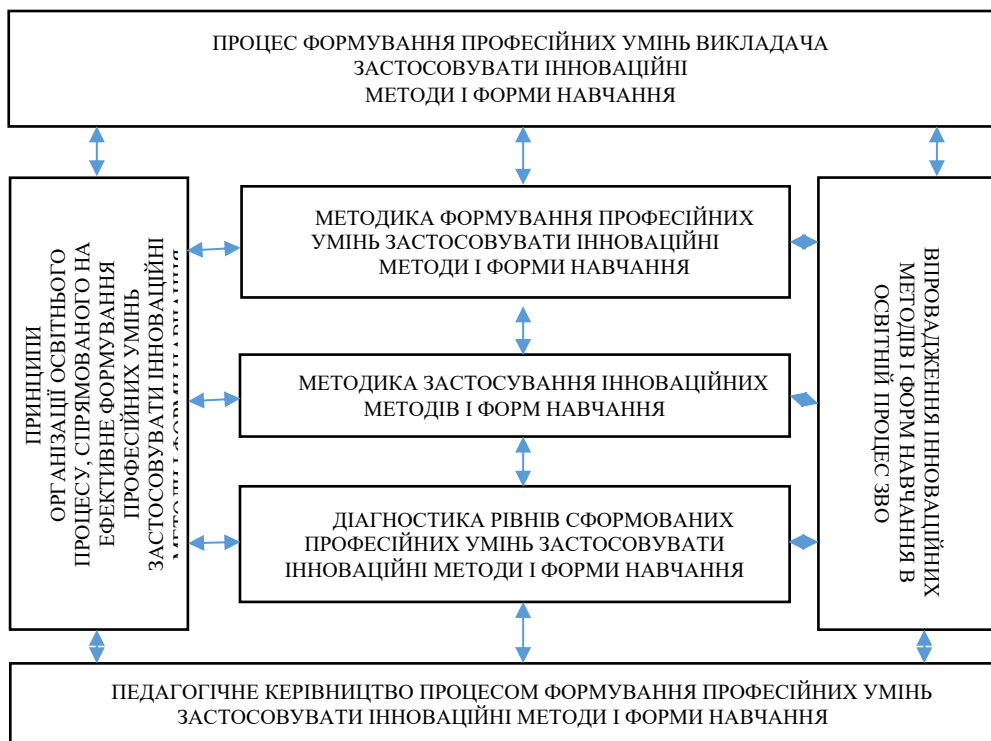 ПРОЦЕС ФОРМУВАННЯ ПРОФЕСІЙНИХ УМІНЬ ВИКЛАДАЧА
ЗАСТОСОВУВАТИ ІННОВАЦІЙНІ
МЕТОДИ І ФОРМИ НАВЧАННЯ
ПРИНЦИПИ
ОРГАНІЗАЦІЇ ОСВІТНЬОГО
ПРОЦЕСУ, СПРЯМОВАНОГО НА
ЕФЕКТИВНЕ ФОРМУВАННЯ
ПРОФЕСІЙНИХ УМІНЬ
ЗАСТОСОВУВАТИ ІННОВАЦІЙНІ
МЕТОДИ І ФОРМИ НАВЧАННЯ
МЕТОДИКА ФОРМУВАННЯ ПРОФЕСІЙНИХ
УМІНЬ ЗАСТОСОВУВАТИ ІННОВАЦІЙНІ
МЕТОДИ І ФОРМИ НАВЧАННЯ
МЕТОДИКА ЗАСТОСУВАННЯ ІННОВАЦІЙНИХ
МЕТОДІВ І ФОРМ НАВЧАННЯ
ДІАГНОСТИКА РІВНІВ СФОРМОВАНИХ
ПРОФЕСІЙНИХ УМІНЬ ЗАСТОСОВУВАТИ
ІННОВАЦІЙНІ МЕТОДИ І ФОРМИ НАВЧАННЯ
ВПРОВАДЖЕННЯ ІННОВАЦІЙНИХ
МЕТОДІВ І ФОРМ НАВЧАННЯ В
ОСВІТНІЙ ПРОЦЕС ЗВО
ПЕДАГОГІЧНЕ КЕРІВНИЦТВО ПРОЦЕСОМ ФОРМУВАННЯ ПРОФЕСІЙНИХ УМІНЬ
ЗАСТОСОВУВАТИ ІННОВАЦІЙНІ МЕТОДИ І ФОРМИ НАВЧАННЯ